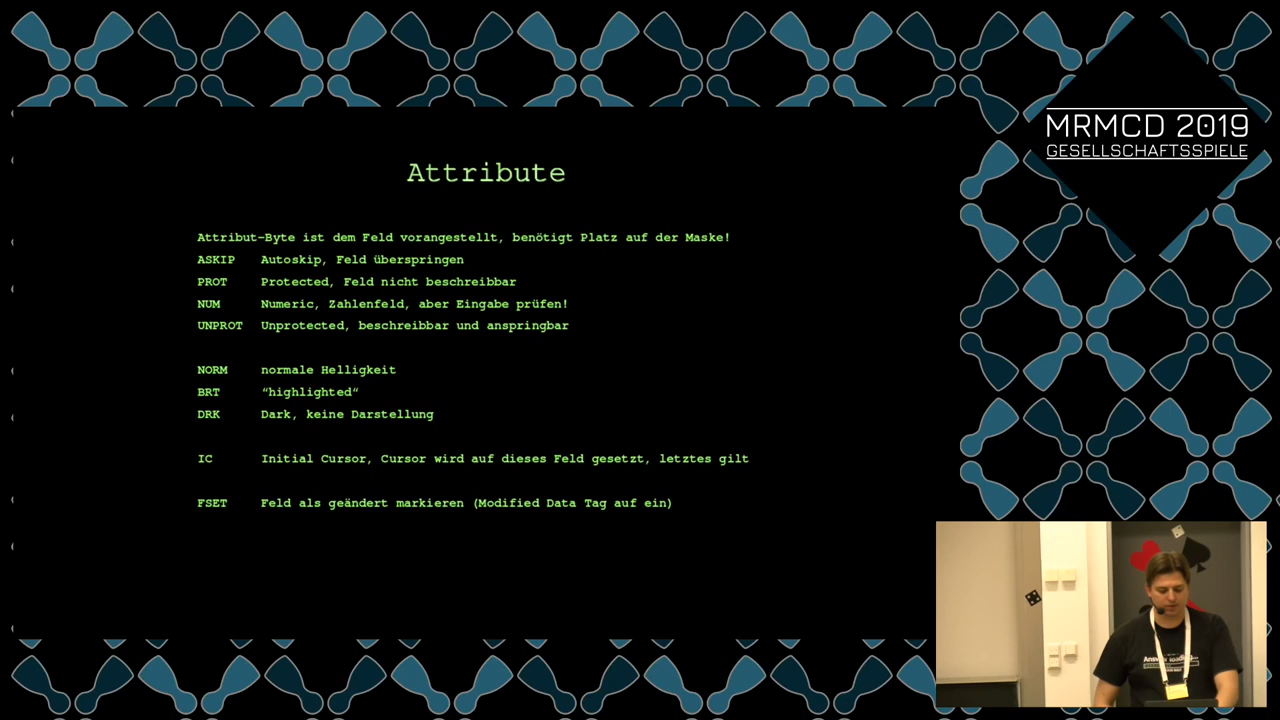 MRMCD 2019
GESELLSCHAFTSSPIELE
Attribute
Attribut-Byte ist dem Feld vorangestellt, benötigt Platz auf der Maske!
ASKIP Autoskip, Feld überspringen
PROT Protected, Feld nicht beschreibbar
NUM Numeric, Zahlenfeld, aber Eingabe prüfen!
UNPROT Unprotected, beschreibbar und anspringbar
NORM normale Helligkeit
BRT “highlighted“
DRK Dark, keine Darstellung
IC Initial Cursor, Cursor wird auf dieses Feld gesetzt, letztes gilt
FSET Feld als geändert markieren (Modified Data Tag auf ein)